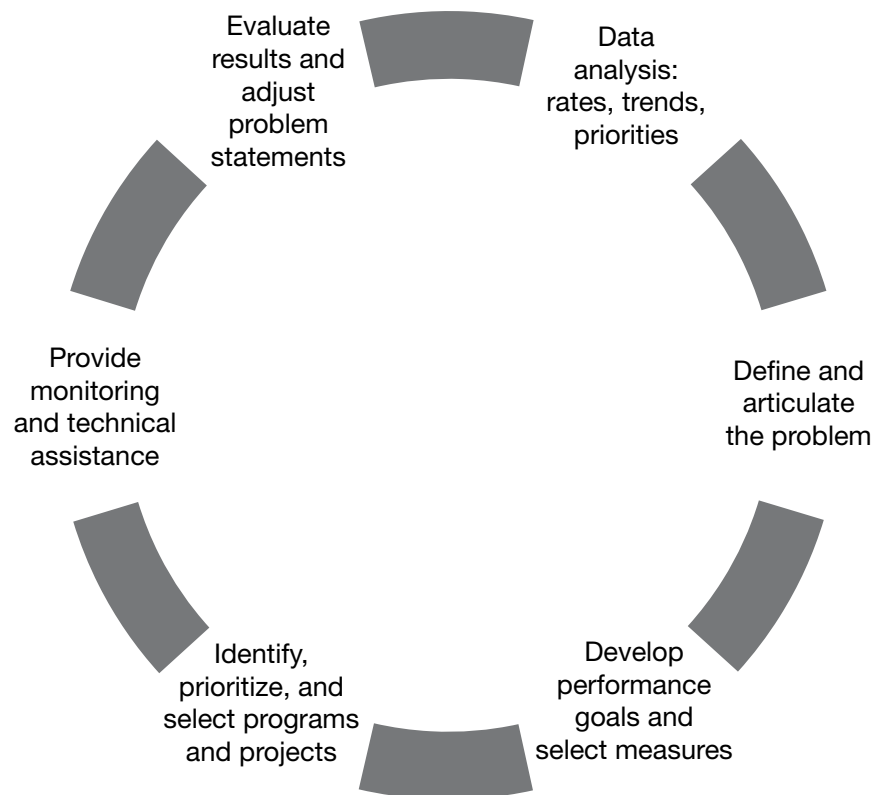 Evaluate
results and
adjust
problem
statements
Data
analysis:
rates, trends,
priorities
Define and
articulate
the problem
Develop
performance
goals and
select measures
Identify,
prioritize, and
select programs
and projects
Provide
monitoring
and technical
assistance